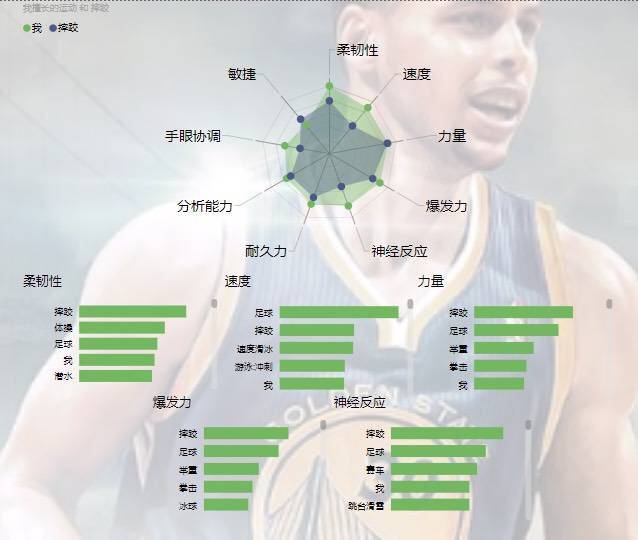 我擅长的运动 和 摔跤
我 摔跤
柔韧性
敏捷 速度
手眼协调 力量
分析能力 爆发力
耐久力 神经反应
柔韧性 速度 力量
摔跤
体操
足球
我
潜水
足球
摔跤
速度滑冰
游泳:冲刺
我
摔跤
足球
举重
拳击
我
爆发力 神经反应
摔跤
足球
举重
拳击
冰球
摔跤
足球
赛车
我
跳台滑雪
GOLDEN STATE